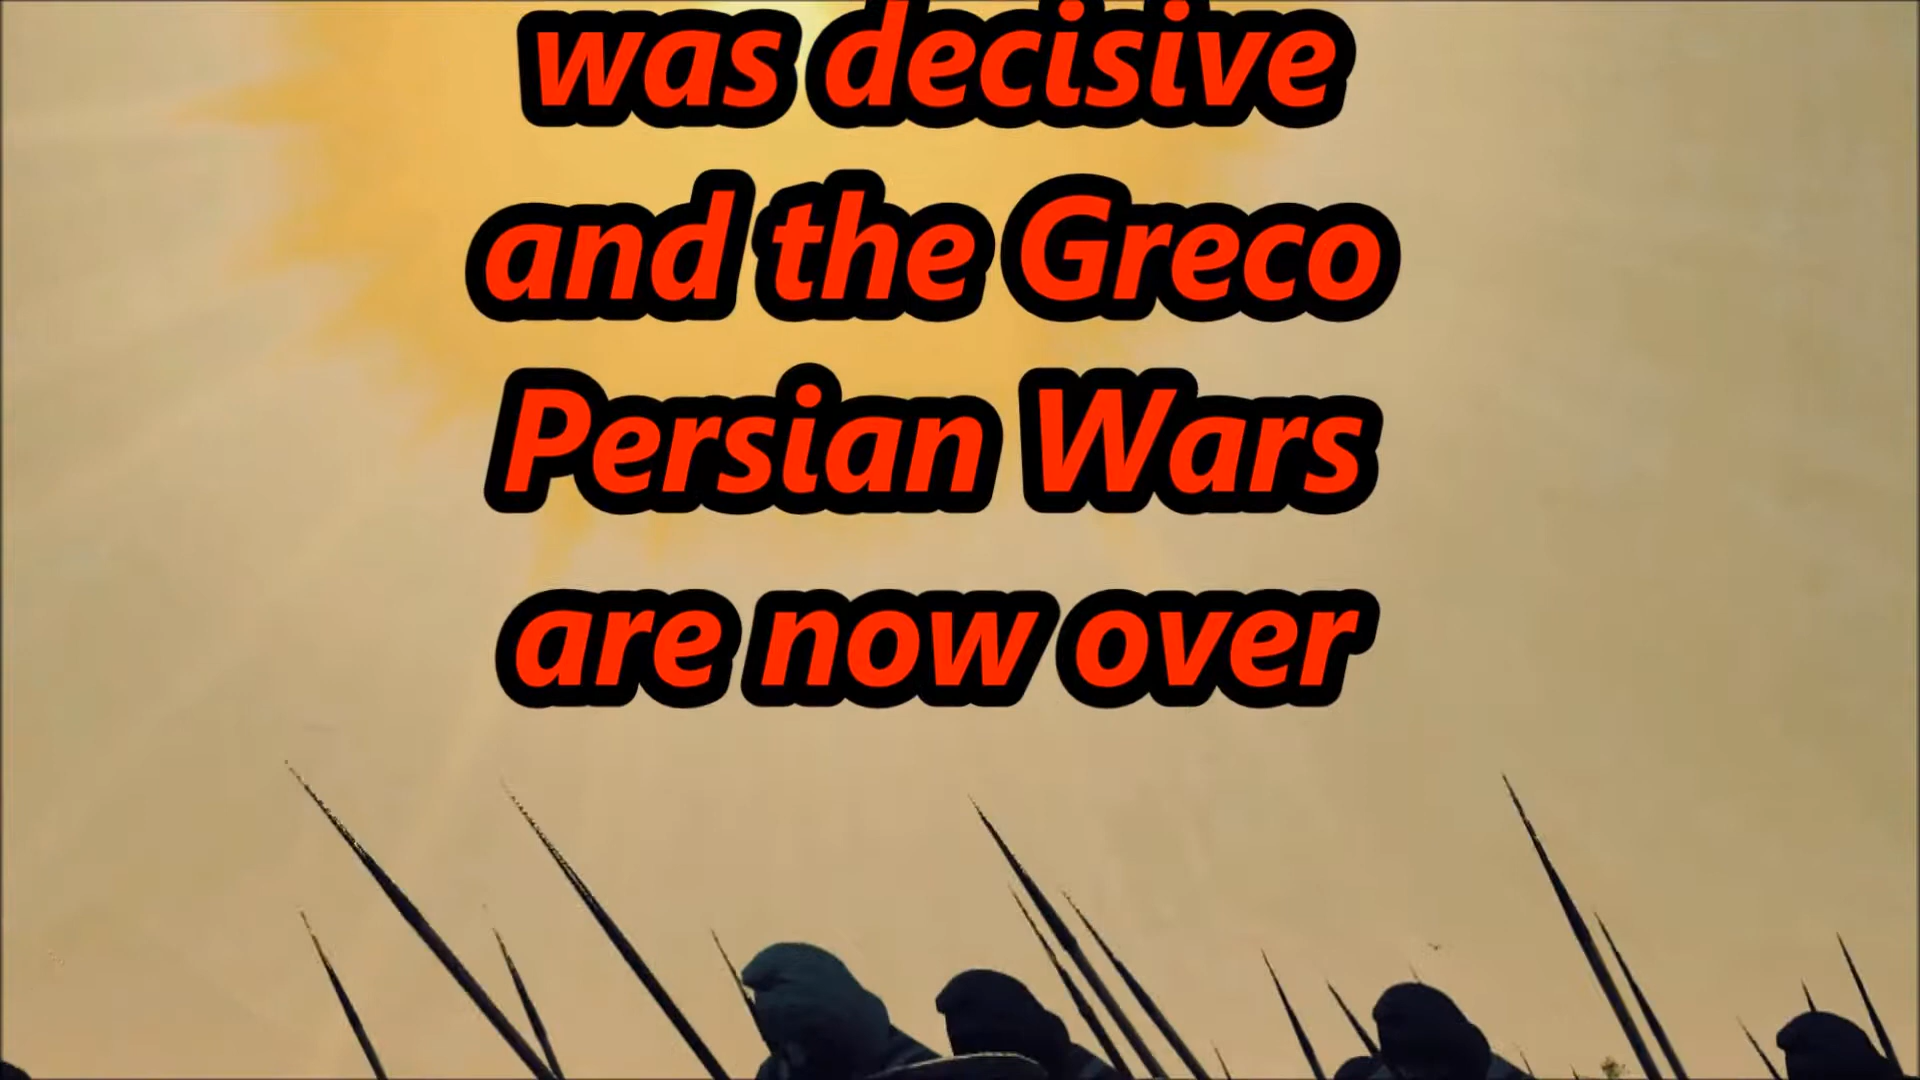 was decisive
and the Greco
Persian Wars
are now over